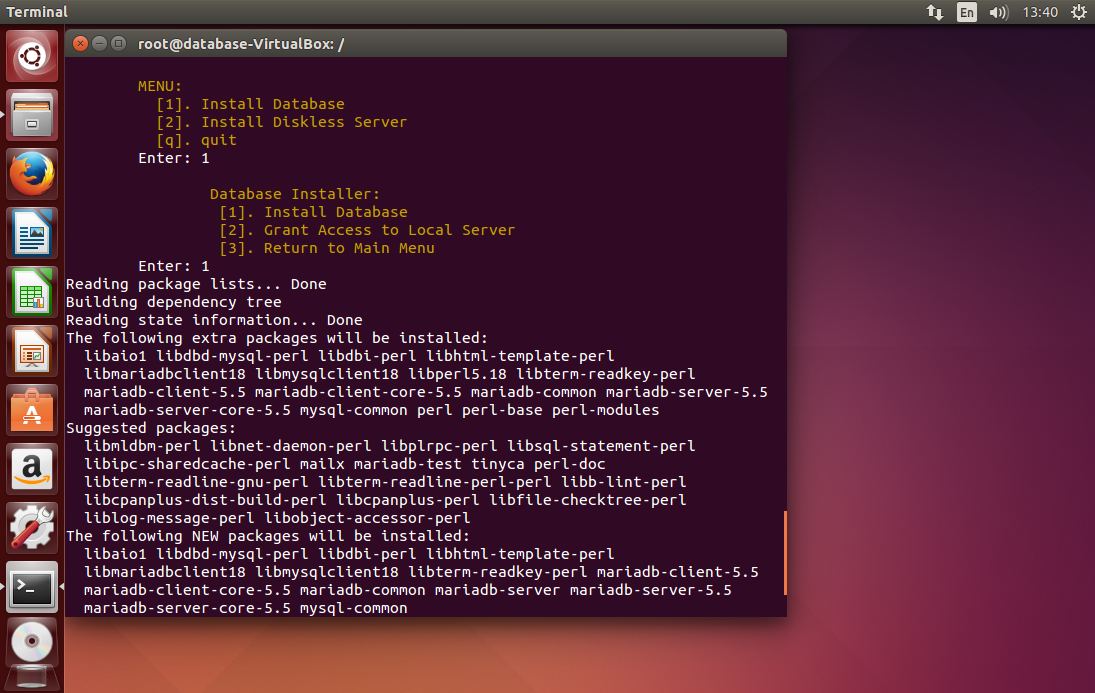 Terminal
En
13:40
root@database-VirtualBox: /
MENU:
[1]. Install Database
[2]. Install Diskless Server
[q]. quit
Enter: 1
Database Installer:
[1]. Install Database
[2]. Grant Access to Local Server
[3]. Return to Main Menu
Enter: 1
Reading package lists... Done
Building dependency tree
Reading state information... Done
The following extra packages will be installed:
libaio1 libdbd-mysql-perl libdbi-perl libhtml-template-perl
libmariadbclient18 libmysqlclient18 libperl5.18 libterm-readkey-perl
mariadb-client-5.5 mariadb-client-core-5.5 mariadb-common mariadb-server-5.5
mariadb-server-core-5.5 mysql-common perl perl-base perl-modules
Suggested packages:
libmldbm-perl libnet-daemon-perl libplrpc-perl libsql-statement-perl
libipc-sharedcache-perl mailx mariadb-test tinyca perl-doc
libterm-readline-gnu-perl libterm-readline-perl-perl libb-lint-perl
libcpanplus-dist-build-perl libcpanplus-perl libfile-checktree-perl
liblog-message-perl libobject-accessor-perl
The following NEW packages will be installed:
libaio1 libdbd-mysql-perl libdbi-perl libhtml-template-perl
libmariadbclient18 libmysqlclient18 libterm-readkey-perl mariadb-client-5.5
mariadb-client-core-5.5 mariadb-common mariadb-server mariadb-server-5.5
mariadb-server-core-5.5 mysql-common